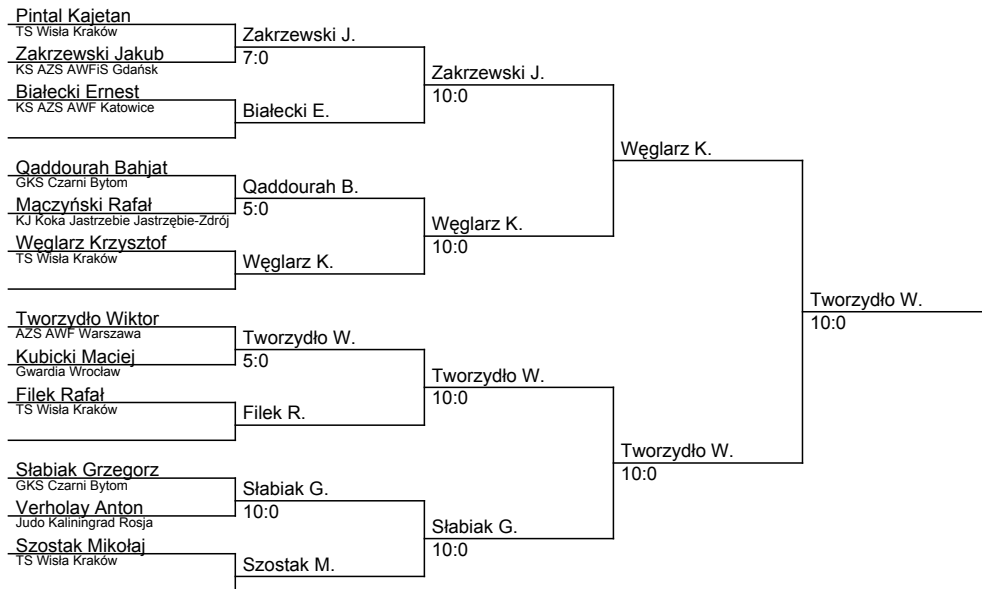 Pintal Kajetan
TS Wisła Kraków
Zakrzewski Jakub
KS AZS AWFiS Gdańsk
Białecki Ernest
KS AZS AWF Katowice
Qaddourah Bahjat
GKS Czarni Bytom
Mączyński Rafał
KJ Koka Jastrzebie Jastrzębie-Zdrój
Węglarz Krzysztof
TS Wisła Kraków
Tworzydło Wiktor
AZS AWF Warszawa
Kubicki Maciej
Gwardia Wrocław
Filek Rafał
TS Wisła Kraków
Słabiak Grzegorz
GKS Czarni Bytom
Verholay Anton
Judo Kaliningrad Rosja
Szostak Mikołaj
TS Wisła Kraków
Zakrzewski J.
7:0
Białecki E.
Qaddourah B.
5:0
Węglarz K.
Tworzydło W.
5:0
Filek R.
Słabiak G.
10:0
Szostak M.
Zakrzewski J.
10:0
Węglarz K.
10:0
Tworzydło W.
10:0
Słabiak G.
10:0
Węglarz K.
Tworzydło W.
10:0
Tworzydło W.
10:0